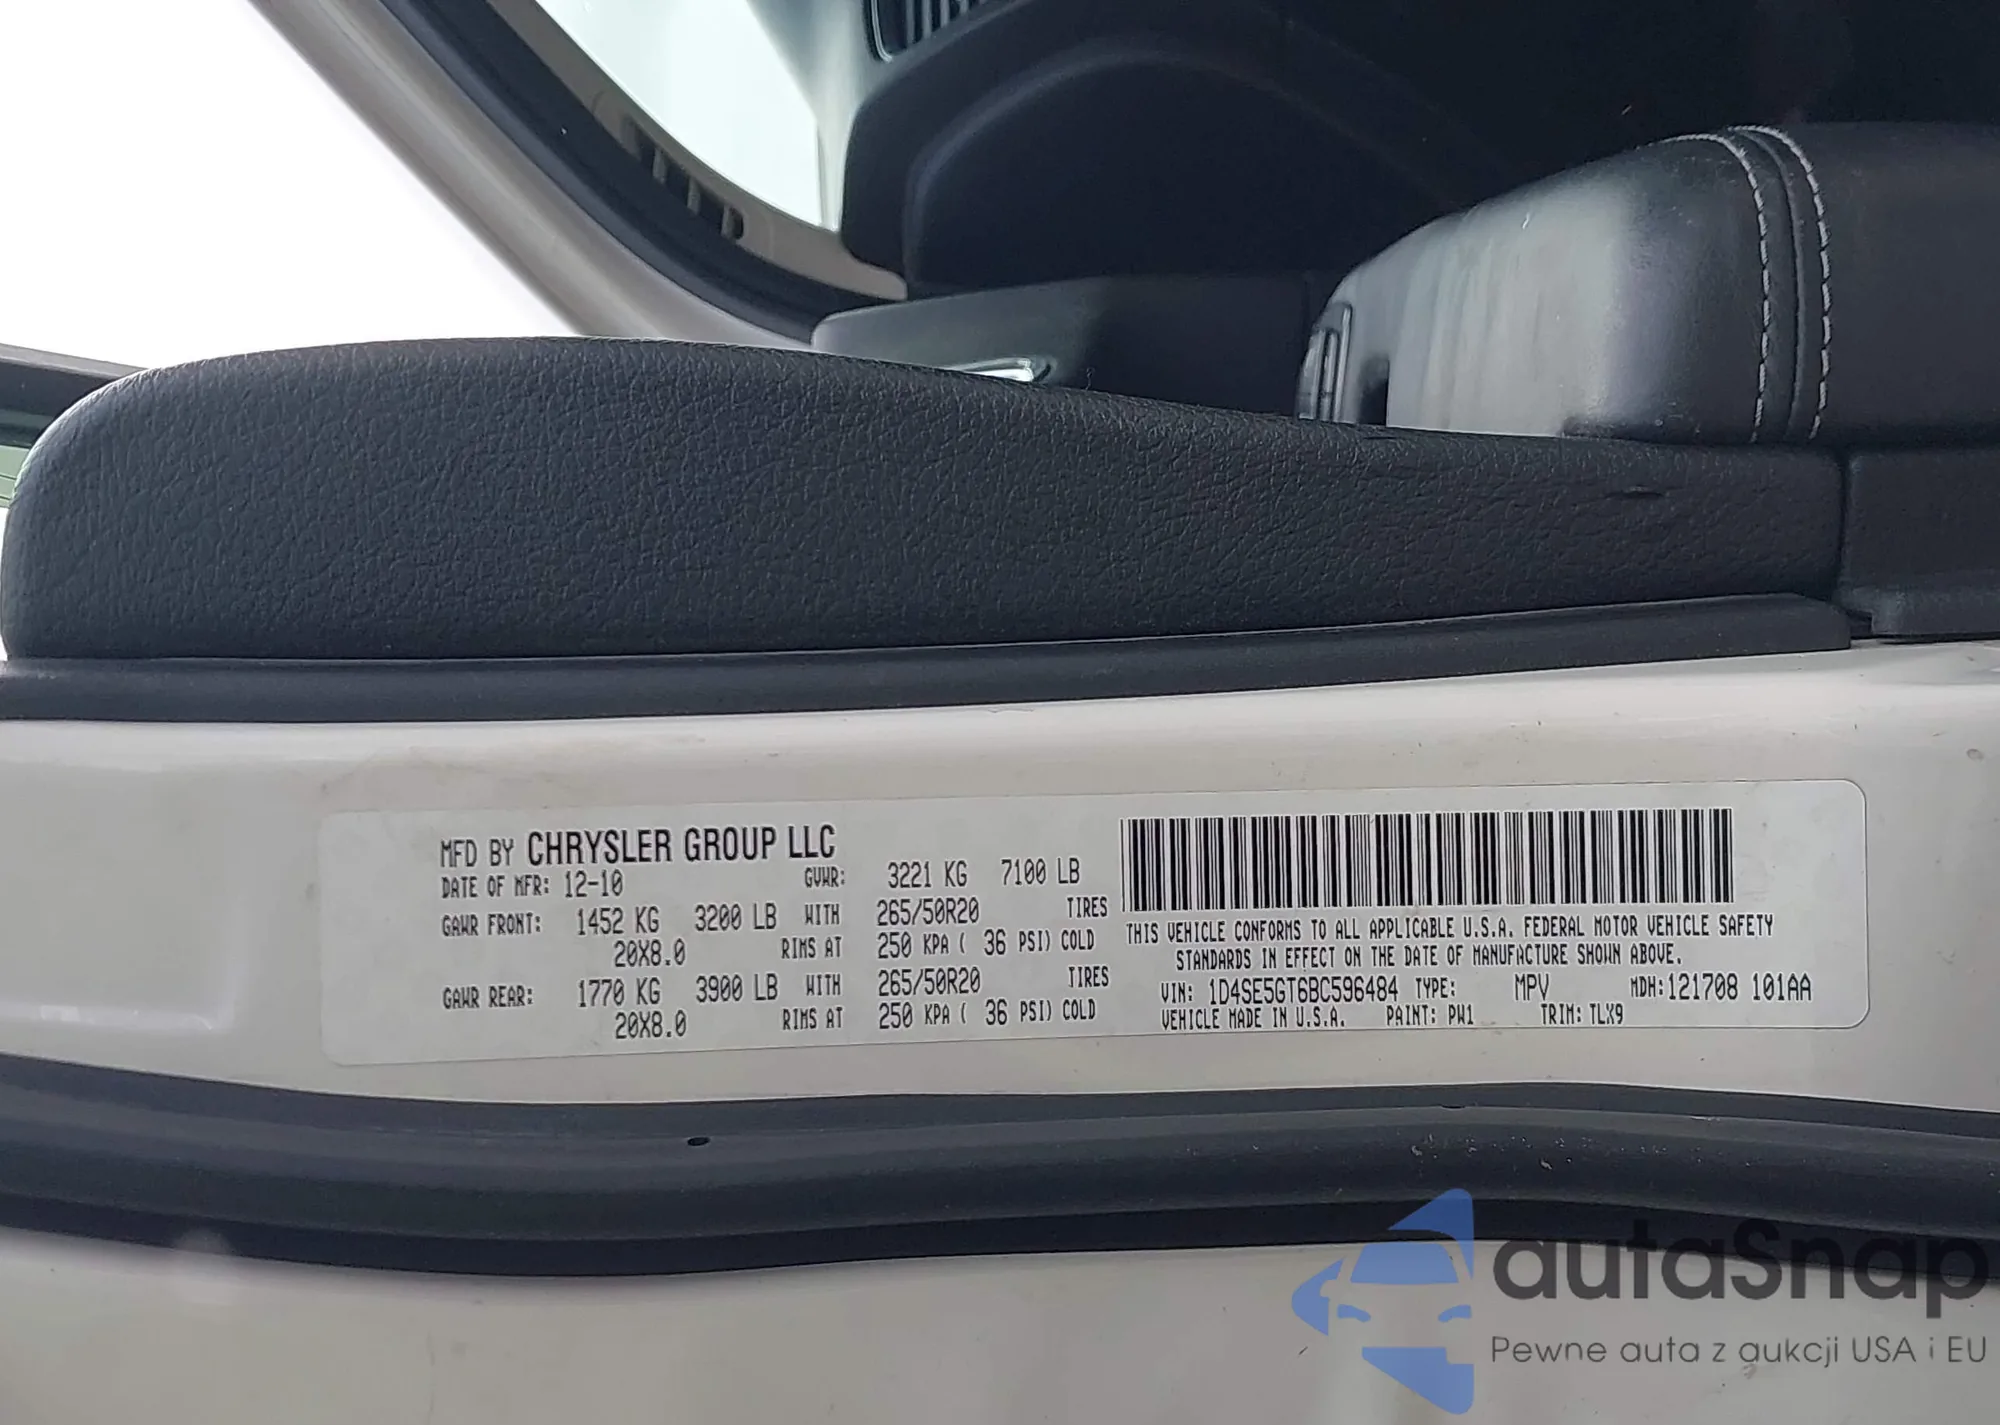 MFD BY CHRYSLER GROUP LLC
DATE OF MFR: 12-10 GVWR: 3221 KG 7100 LB
GAWR FRONT: 1452 KG 3200 LB WITH 265/50R20 TIRES
20X8.0 RIMS AT 250 KPA ( 36 PSI) COLD
GAWR REAR: 1770 KG 3900 LB WITH 265/50R20 TIRES
20X8.0 RIMS AT 250 KPA ( 36 PSI) COLD
THIS VEHICLE CONFORMS TO ALL APPLICABLE U.S.A. FEDERAL MOTOR VEHICLE SAFETY
STANDARDS IN EFFECT ON THE DATE OF MANUFACTURE SHOWN ABOVE.
VIN: 1D4SE5GT6BC596484 TYPE: MPV MDH:121708 101AA
VEHICLE MADE IN U.S.A. PAINT: PW1 TRIM: TLX9
autaSnap
Pewne auta z aukcji USA i EU